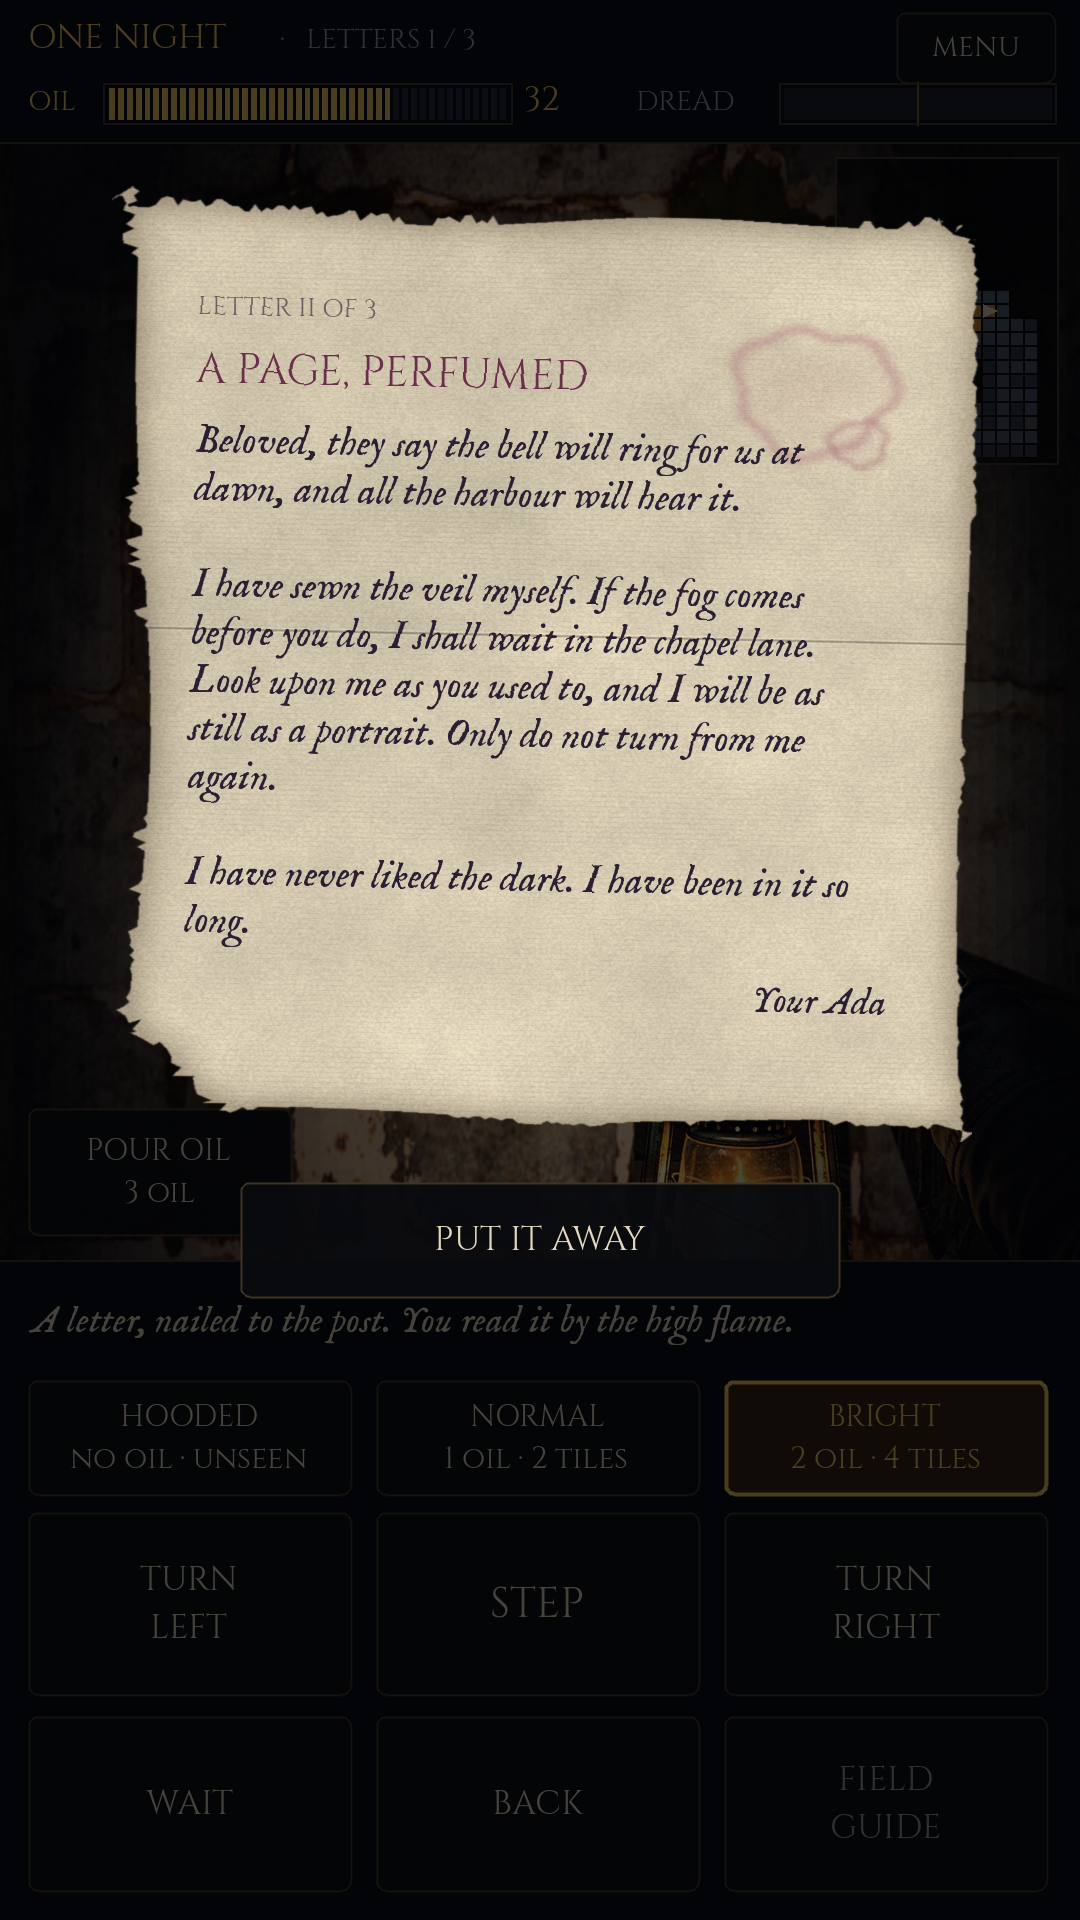 ONE NIGHT · LETTERS 1 / 3
MENU
OIL 32 DREAD
LETTER II OF 3
A PAGE, PERFUMED
Beloved, they say the bell will ring for us at
dawn, and all the harbour will hear it.
I have sewn the veil myself. If the fog comes
before you do, I shall wait in the chapel lane.
Look upon me as you used to, and I will be as
still as a portrait. Only do not turn from me
again.
I have never liked the dark. I have been in it so
long.
Your Ada
POUR OIL
3 OIL
PUT IT AWAY
A letter, nailed to the post. You read it by the high flame.
HOODED
NO OIL · UNSEEN
NORMAL
1 OIL · 2 TILES
BRIGHT
2 OIL · 4 TILES
TURN
LEFT
STEP
TURN
RIGHT
WAIT
BACK
FIELD
GUIDE